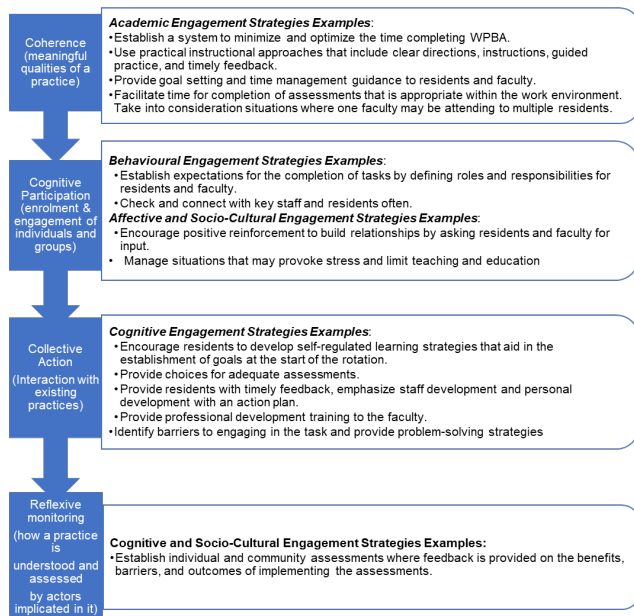 Coherence
(meaningful
qualities of a
practice)
Academic Engagement Strategies Examples:
•Establish a system to minimize and optimize the time completing WPBA.
•Use practical instructional approaches that include clear directions, instructions, guided
practice, and timely feedback.
•Provide goal setting and time management guidance to residents and faculty.
•Facilitate time for completion of assessments that is appropriate within the work environment.
Take into consideration situations where one faculty may be attending to multiple residents.
Cognitive
Participation
(enrolment &
engagement of
individuals and
groups)
Behavioural Engagement Strategies Examples:
•Establish expectations for the completion of tasks by defining roles and responsibilities for
residents and faculty.
•Check and connect with key staff and residents often.
Affective and Socio-Cultural Engagement Strategies Examples:
•Encourage positive reinforcement to build relationships by asking residents and faculty for
input.
• Manage situations that may provoke stress and limit teaching and education
Collective
Action
(Interaction with
existing
practices)
Cognitive Engagement Strategies Examples:
•Encourage residents to develop self-regulated learning strategies that aid in the
establishment of goals at the start of the rotation.
•Provide choices for adequate assessments.
•Provide residents with timely feedback, emphasize staff development and personal
development with an action plan.
•Provide professional development training to the faculty.
•Identify barriers to engaging in the task and provide problem-solving strategies
Reflexive
monitoring
(how a practice
is
understood and
assessed
by actors
implicated in it)
Cognitive and Socio-Cultural Engagement Strategies Examples:
•Establish individual and community assessments where feedback is provided on the benefits,
barriers, and outcomes of implementing the assessments.